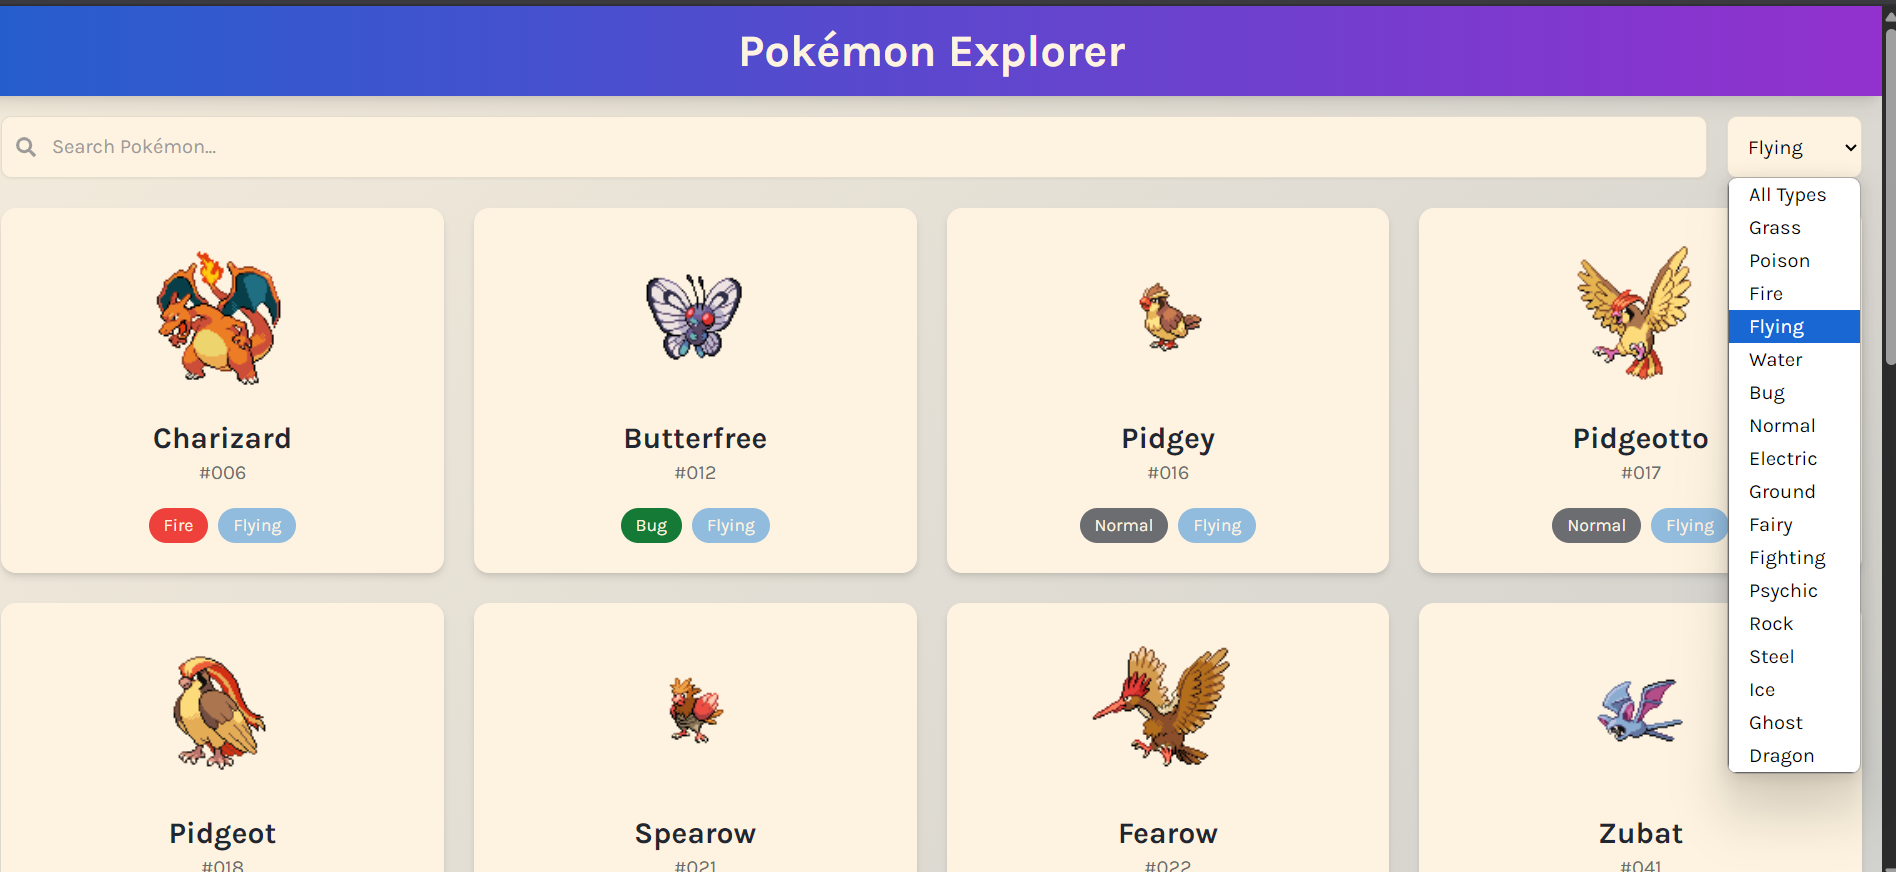 Pokémon Explorer
Search Pokémon...
Flying
All Types
Grass
Poison
Fire
Flying
Water
Bug
Normal
Electric
Ground
Fairy
Fighting
Psychic
Rock
Steel
Ice
Ghost
Dragon
Charizard
#006
Fire Flying
Butterfree
#012
Bug Flying
Pidgey
#016
Normal Flying
Pidgeotto
#017
Normal Flying
Pidgeot
#018
Spearow
#021
Fearow
#022
Zubat
#041